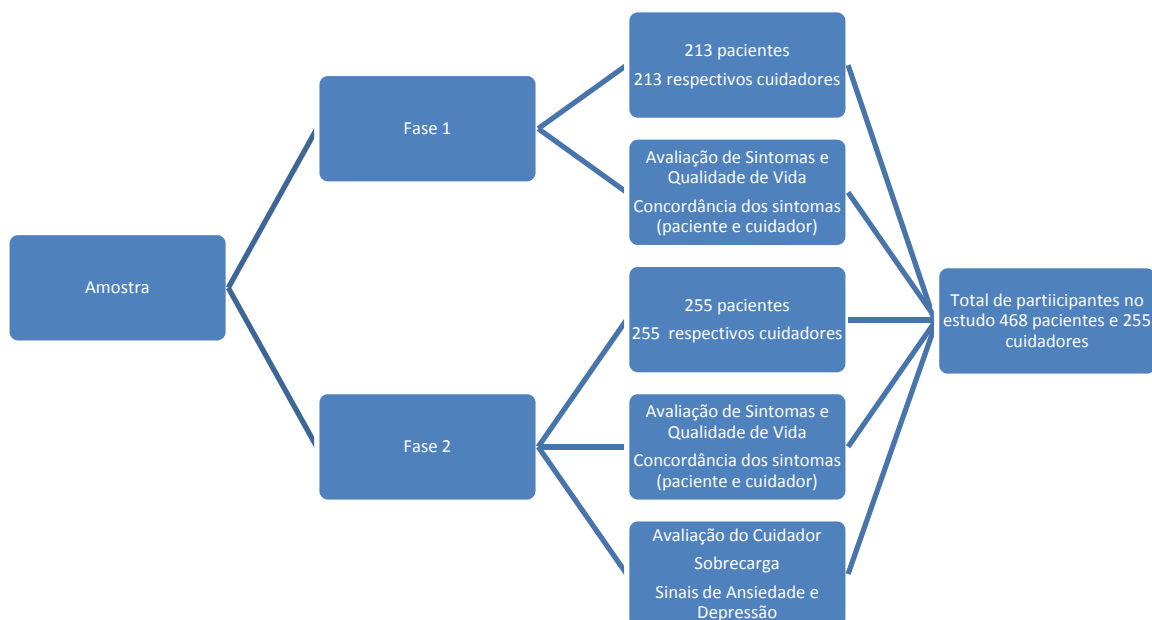 Amostra
Fase 1
213 pacientes
213 respectivos cuidadores
Avaliação de Sintomas e
Qualidade de Vida
Concordância dos sintomas
(paciente e cuidador)
Fase 2
255 pacientes
255 respectivos cuidadores
Avaliação de Sintomas e
Qualidade de Vida
Concordância dos sintomas
(paciente e cuidador)
Avaliação do Cuidador
Sobrecarga
Sinais de Ansiedade e
Depressão
Total de partiicipantes no
estudo 468 pacientes e 255
cuidadores